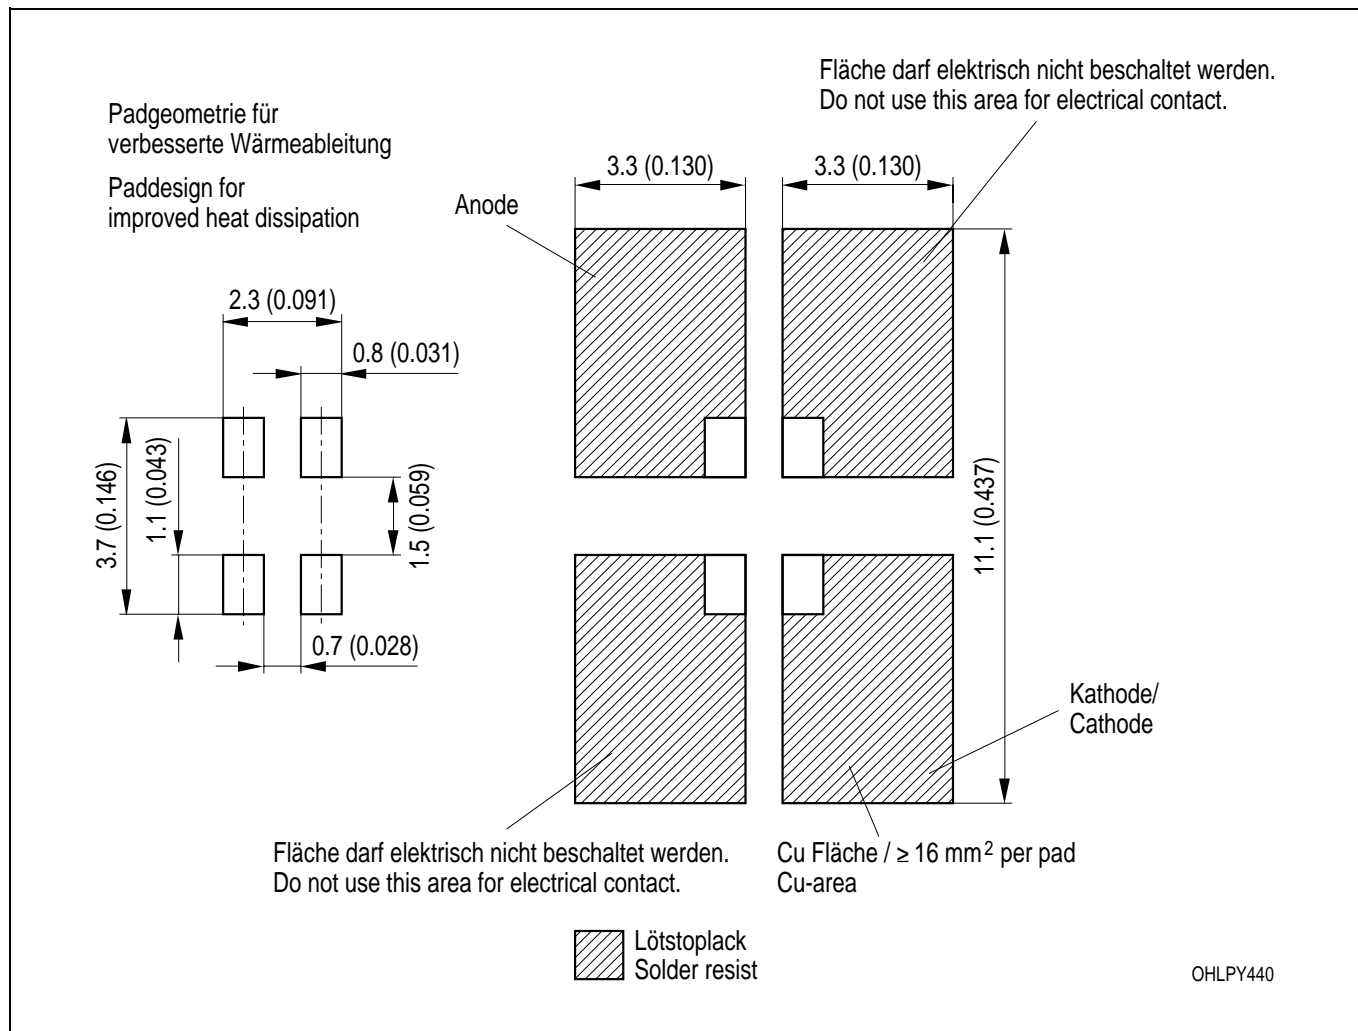 Fläche darf elektrisch nicht beschaltet werden.
Do not use this area for electrical contact.
Padgeometrie für
verbesserte Wärmeableitung
Paddesign for
improved heat dissipation
3.3 (0.130)
3.3 (0.130)
Anode
2.3 (0.091)
0.8 (0.031)
3.7 (0.146)
1.1 (0.043)
1.5 (0.059)
11.1 (0.437)
0.7 (0.028)
Kathode/
Cathode
Fläche darf elektrisch nicht beschaltet werden.
Do not use this area for electrical contact.
Cu Fläche / ≥ 16 mm² per pad
Cu-area
Lötstoplack
Solder resist
OHLPY440